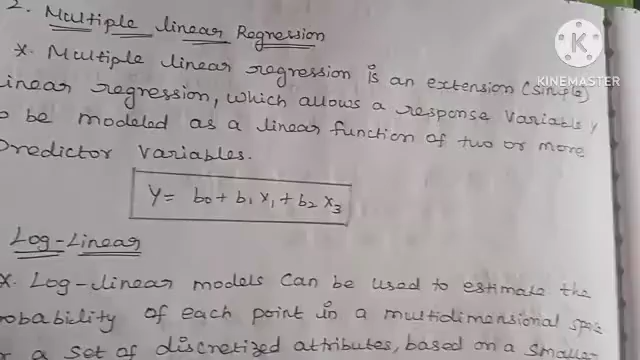 2. Multiple linear Regression
* Multiple linear regression is an extension (simple)
linear regression, which allows a response variable y
to be modeled as a linear function of two or more
Predictor variables.
Y = b0 + b1 x1 + b2 x3
Log-Linear
* Log-linear models can be used to estimate the
probability of each point in a multidimensional
a set of discretized attributes, based on a smaller
K
KINEMASTER